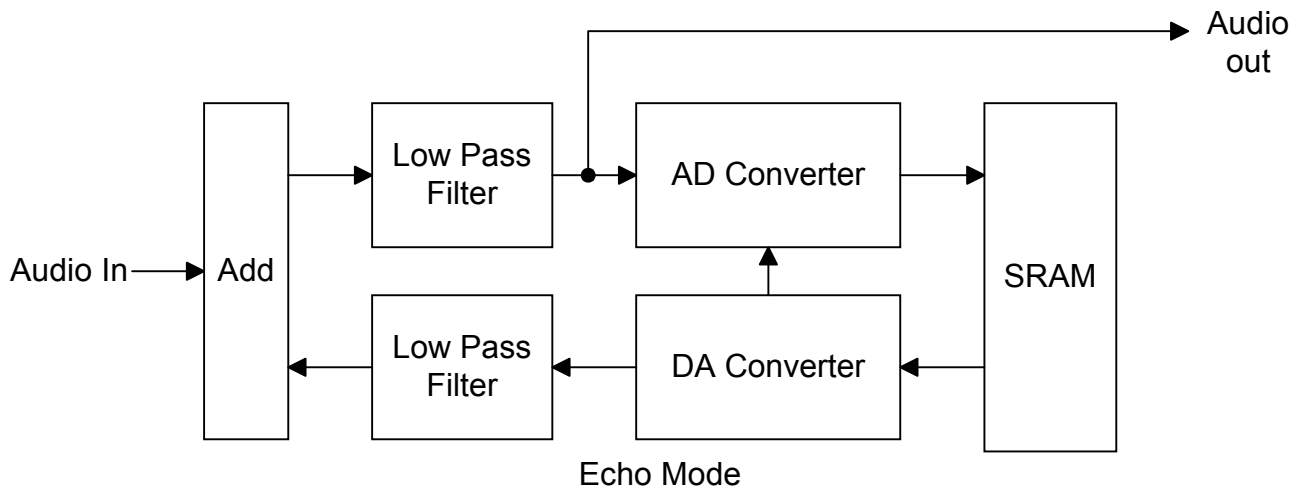 Audio
out
Low Pass
Filter
AD Converter
Audio In
Add
SRAM
Low Pass
Filter
DA Converter
Echo Mode